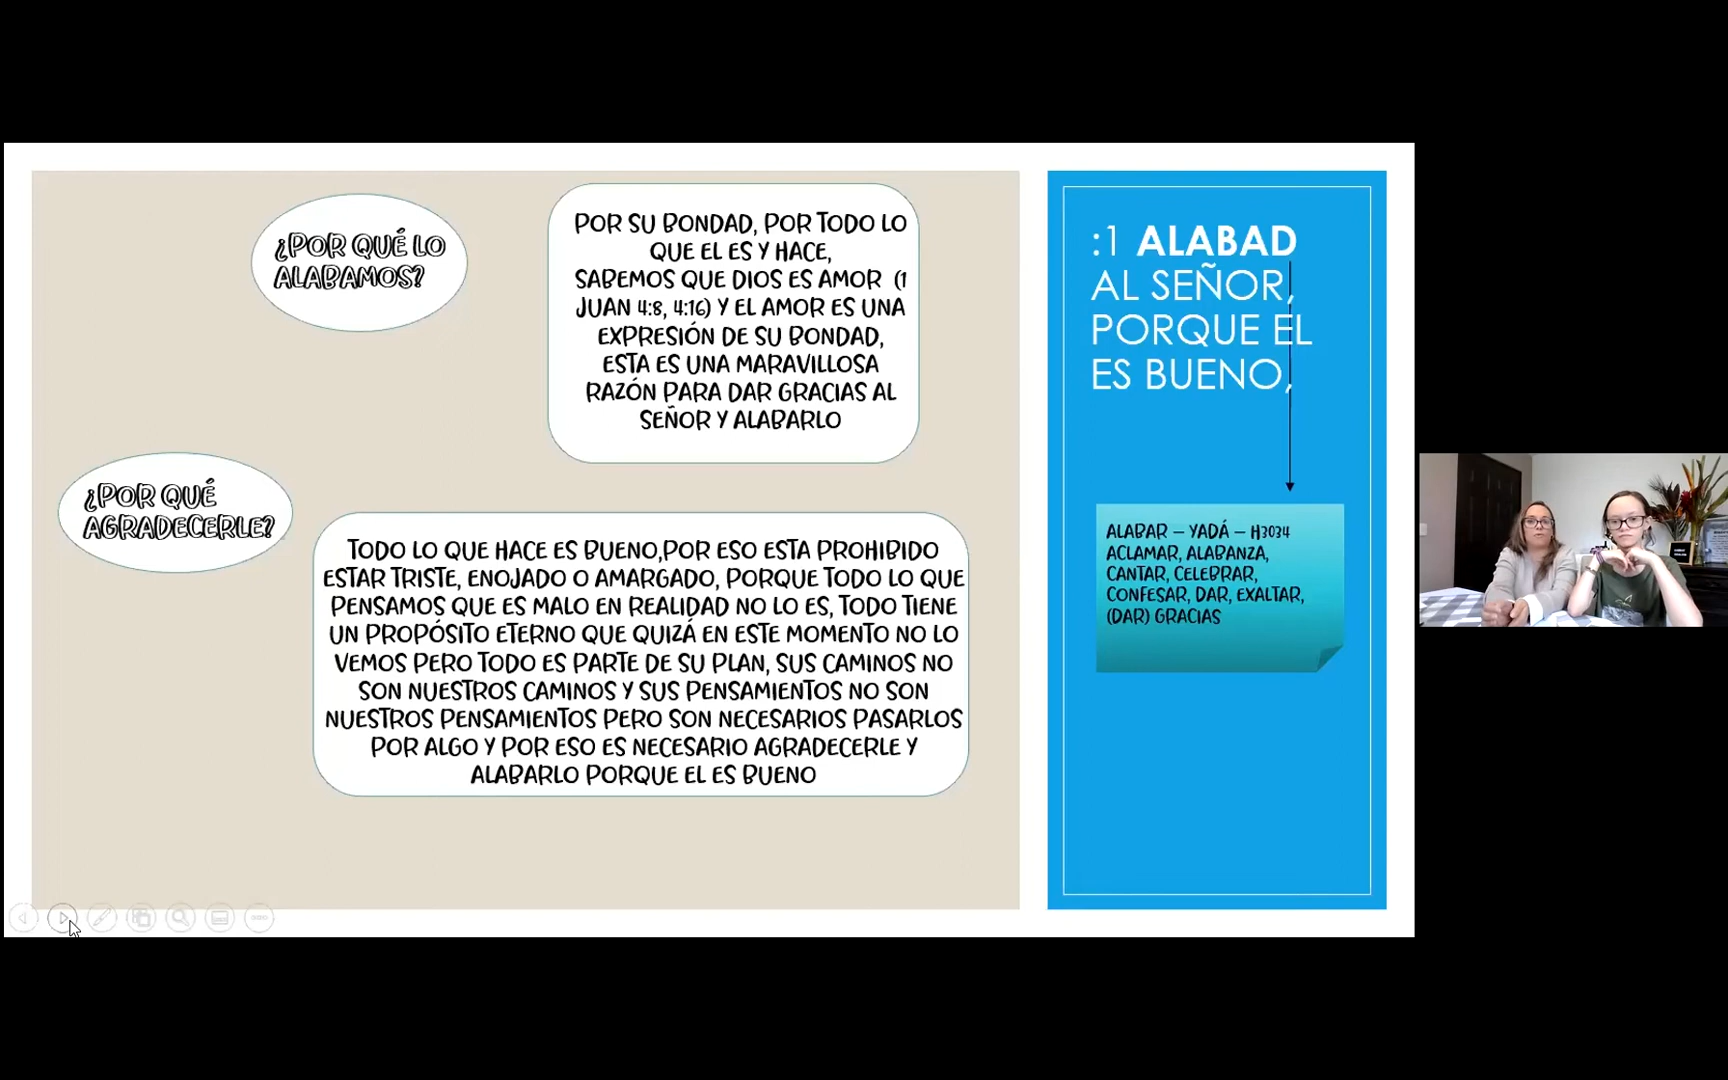 ¿POR QUÉ LO
ALABAMOS?
POR SU BONDAD, POR TODO LO
QUE EL ES Y HACE,
SABEMOS QUE DIOS ES AMOR (1
JUAN 4:8, 4:16) Y EL AMOR ES UNA
EXPRESIÓN DE SU BONDAD,
ESTA ES UNA MARAVILLOSA
RAZÓN PARA DAR GRACIAS AL
SEÑOR Y ALABARLO
¿POR QUÉ
AGRADECERLE?
TODO LO QUE HACE ES BUENO,POR ESO ESTA PROHIBIDO
ESTAR TRISTE, ENOJADO O AMARGADO, PORQUE TODO LO QUE
PENSAMOS QUE ES MALO EN REALIDAD NO LO ES, TODO TIENE
UN PROPÓSITO ETERNO QUE QUIZÁ EN ESTE MOMENTO NO LO
VEMOS PERO TODO ES PARTE DE SU PLAN, SUS CAMINOS NO
SON NUESTROS CAMINOS Y SUS PENSAMIENTOS NO SON
NUESTROS PENSAMIENTOS PERO SON NECESARIOS PASARLOS
POR ALGO Y POR ESO ES NECESARIO AGRADECERLE Y
ALABARLO PORQUE EL ES BUENO
:1 ALABAD
AL SEÑOR,
PORQUE EL
ES BUENO,
ALABAR – YADÁ – H3034
ACLAMAR, ALABANZA,
CANTAR, CELEBRAR,
CONFESAR, DAR, EXALTAR,
(DAR) GRACIAS